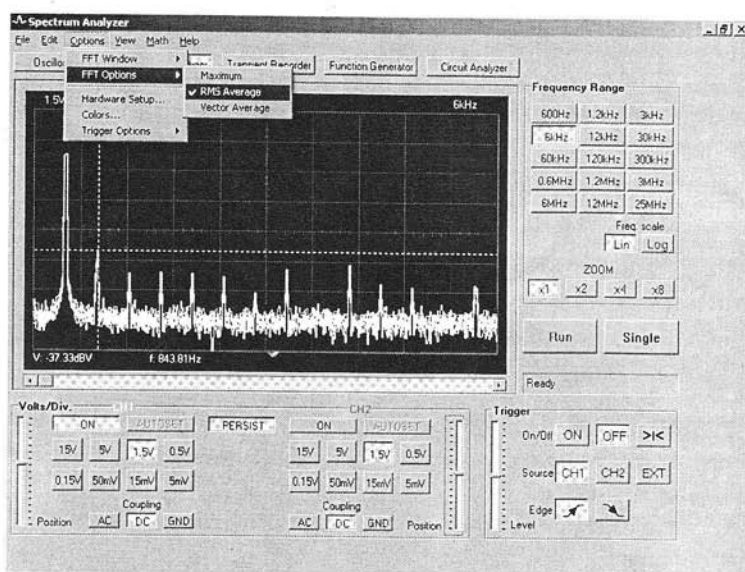 Spectrum Analyzer
File Edit Options View Math Help
Transient Recorder Function Generator Circuit Analyzer
FFT Window
FFT Options
Hardware Setup...
Colors...
Trigger Options
Maximum
RMS Average
Vector Average
1.5V
6kHz
V: -37.33dBV f: 843.81Hz
Frequency Range
600Hz 1.2kHz 3kHz
6kHz 12kHz 30kHz
60kHz 120kHz 300kHz
0.6MHz 1.2MHz 3MHz
6MHz 12MHz 25MHz
Freq. scale
Lin Log
ZOOM
x1 x2 x4 x8
Run Single
Ready
Volts/Div. CH1
ON AUTOSET PERSIST
15V 5V 1.5V 0.5V
0.15V 50mV 15mV 5mV
Coupling
Position AC DC GND
CH2
ON AUTOSET
15V 5V 1.5V 0.5V
0.15V 50mV 15mV 5mV
Coupling
AC DC GND Position
Trigger
On/Off ON OFF >I<
Source CH1 CH2 EXT
Edge
Level